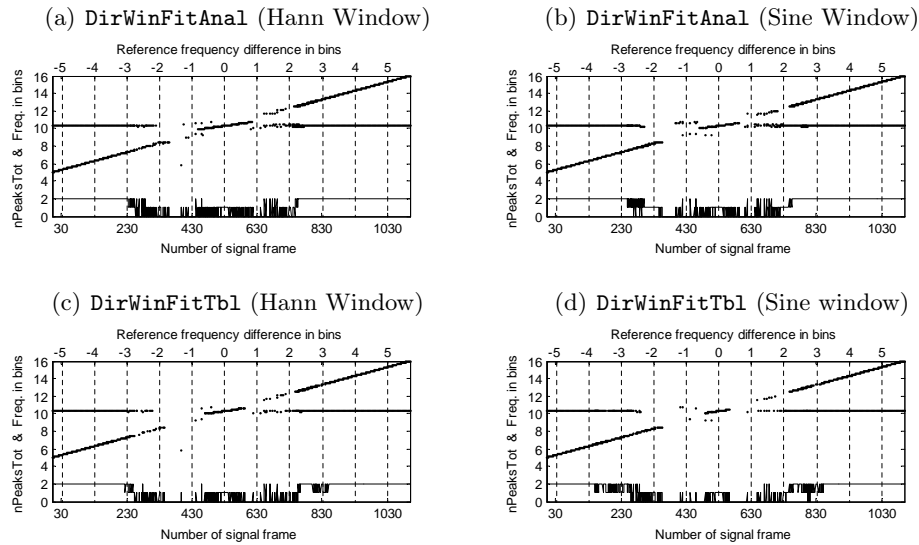 (a) DirWinFitAnal (Hann Window)
Reference frequency difference in bins
-5 -4 -3 -2 -1 0 1 2 3 4 5
nPeaksTot & Freq. in bins
16
14
12
10
8
6
4
2
0
30 230 430 630 830 1030
Number of signal frame
(b) DirWinFitAnal (Sine Window)
Reference frequency difference in bins
-5 -4 -3 -2 -1 0 1 2 3 4 5
nPeaksTot & Freq. in bins
16
14
12
10
8
6
4
2
0
30 230 430 630 830 1030
Number of signal frame
(c) DirWinFitTbl (Hann Window)
Reference frequency difference in bins
-5 -4 -3 -2 -1 0 1 2 3 4 5
nPeaksTot & Freq. in bins
16
14
12
10
8
6
4
2
0
30 230 430 630 830 1030
Number of signal frame
(d) DirWinFitTbl (Sine window)
Reference frequency difference in bins
-5 -4 -3 -2 -1 0 1 2 3 4 5
nPeaksTot & Freq. in bins
16
14
12
10
8
6
4
2
0
30 230 430 630 830 1030
Number of signal frame